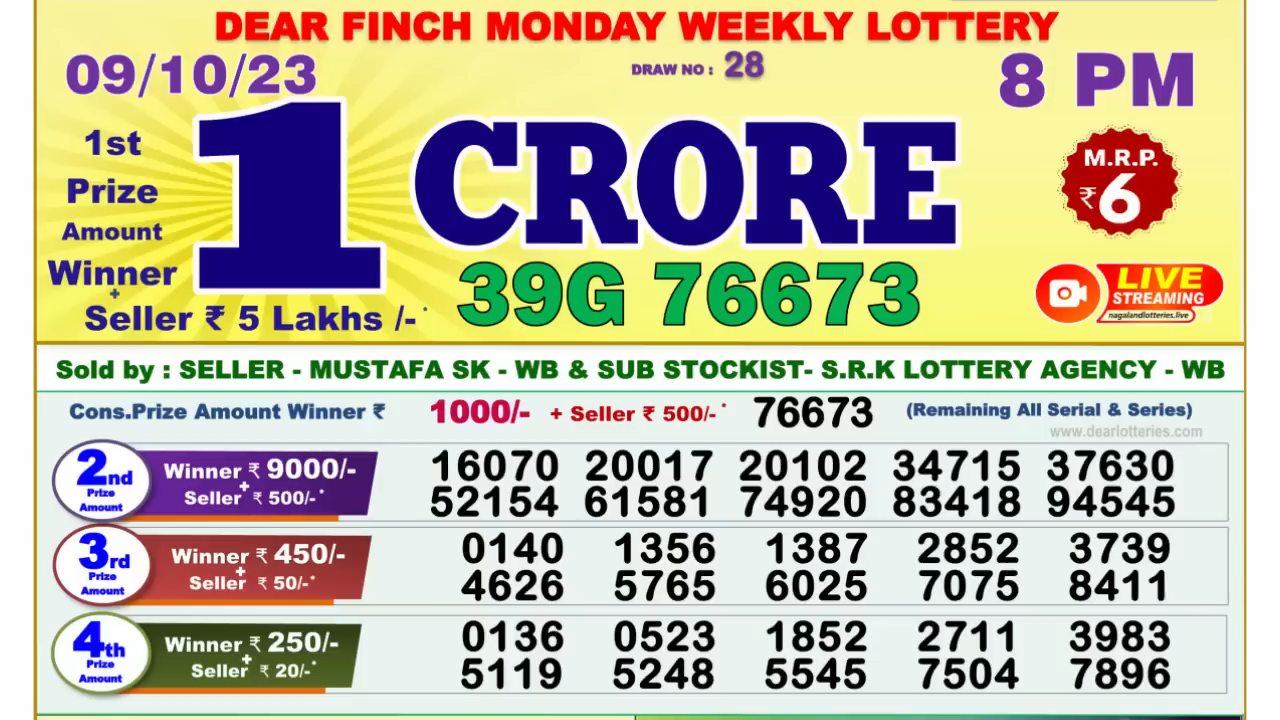 DEAR FINCH MONDAY WEEKLY LOTTERY
09/10/23
DRAW NO : 28
8 PM
1st
Prize
Amount
Winner
+
Seller ₹ 5 Lakhs /-*
1 CRORE
39G 76673
M.R.P.
₹ 6
LIVE
STREAMING
nagalandlotteries.live
Sold by : SELLER - MUSTAFA SK - WB & SUB STOCKIST- S.R.K LOTTERY AGENCY - WB
Cons.Prize Amount Winner ₹ 1000/- + Seller ₹ 500/-* 76673 (Remaining All Serial & Series)
www.dearlotteries.com
2nd
Prize
Amount
Winner ₹ 9000/-
+
Seller ₹ 500/-*
16070 20017 20102 34715 37630
52154 61581 74920 83418 94545
3rd
Prize
Amount
Winner ₹ 450/-
+
Seller ₹ 50/-*
0140 1356 1387 2852 3739
4626 5765 6025 7075 8411
4th
Prize
Amount
Winner ₹ 250/-
+
Seller ₹ 20/-*
0136 0523 1852 2711 3983
5119 5248 5545 7504 7896